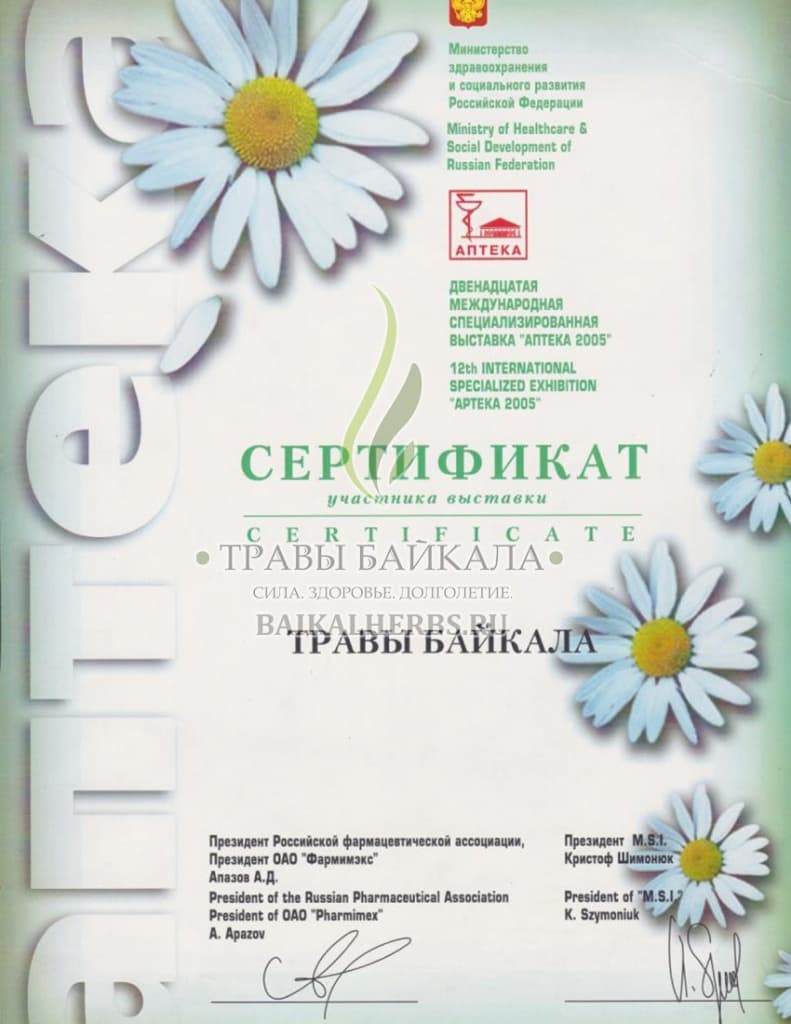 аптека
Министерство
здравоохранения
и социального развития
Российской Федерации
Ministry of Healthcare &
Social Development of
Russian Federation
АПТЕКА
ДВЕНАДЦАТАЯ
МЕЖДУНАРОДНАЯ
СПЕЦИАЛИЗИРОВАННАЯ
ВЫСТАВКА "АПТЕКА 2005"
12th INTERNATIONAL
SPECIALIZED EXHIBITION
"APTEKA 2005"
СЕРТИФИКАТ
участника выставки
CERTIFICATE
• ТРАВЫ БАЙКАЛА •
СИЛА. ЗДОРОВЬЕ. ДОЛГОЛЕТИЕ.
BAIKALHERBS.RU
ТРАВЫ БАЙКАЛА
Президент Российской фармацевтической ассоциации,
Президент ОАО "Фармимэкс"
Апазов А.Д.
President of the Russian Pharmaceutical Association
President of OAO "Pharmimex"
A. Apazov
Президент M.S.I.
Кристоф Шимонюк
President of "M.S.I."
K. Szymoniuk